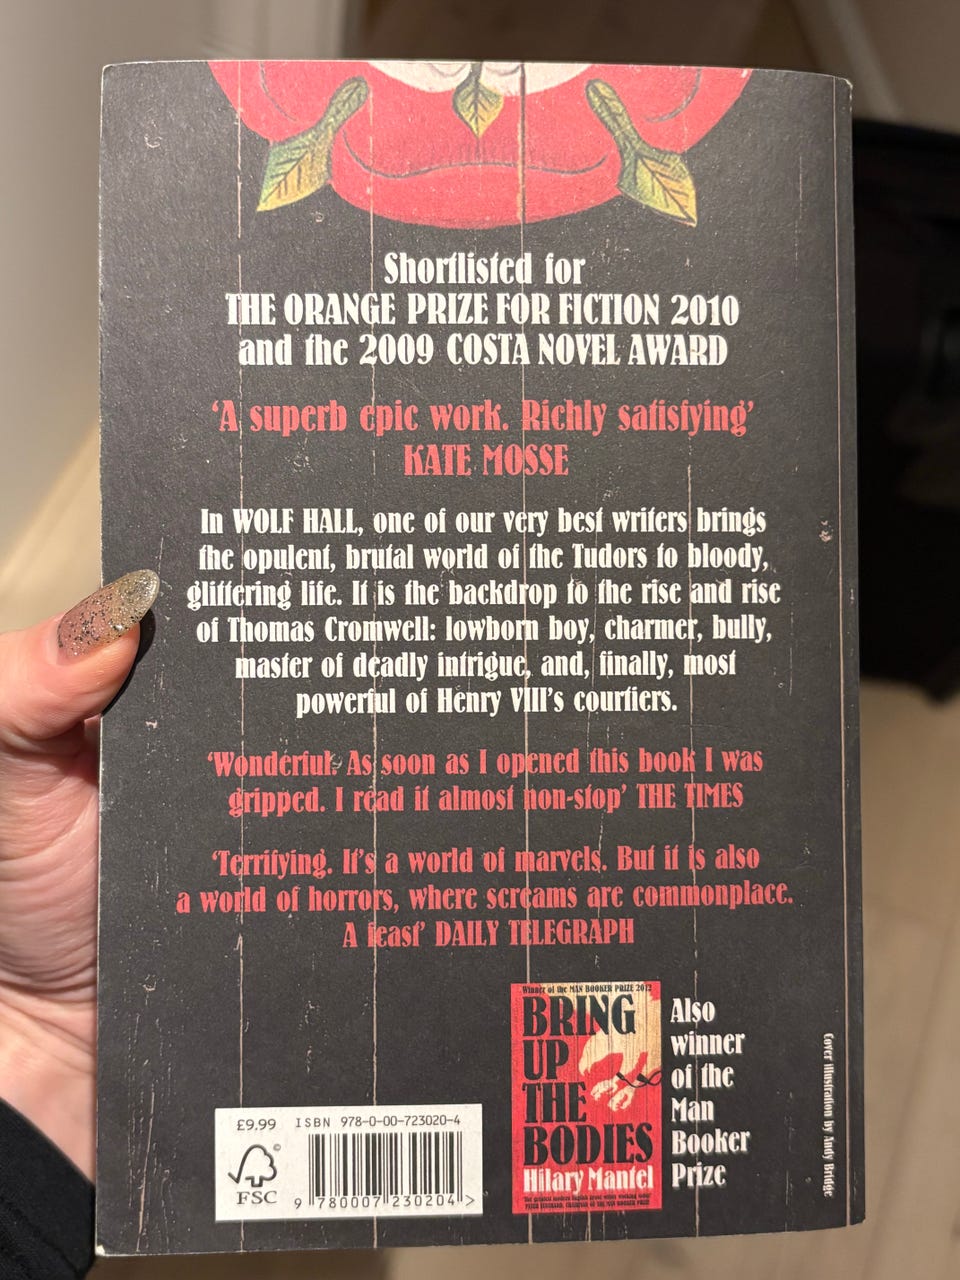 Shortlisted for
THE ORANGE PRIZE FOR FICTION 2010
and the 2009 COSTA NOVEL AWARD
‘A superb epic work. Richly satisfying’
KATE MOSSE
In WOLF HALL, one of our very best writers brings
the opulent, brutal world of the Tudors to bloody,
glittering life. It is the backdrop to the rise and rise
of Thomas Cromwell: lowborn boy, charmer, bully,
master of deadly intrigue, and, finally, most
powerful of Henry VIII’s courtiers.
‘Wonderful. As soon as I opened this book I was
gripped. I read it almost non-stop’ THE TIMES
‘Terrifying. It’s a world of marvels. But it is also
a world of horrors, where screams are commonplace.
A feast’ DAILY TELEGRAPH
Winner of the MAN BOOKER PRIZE 2012
BRING
UP
THE
BODIES
Hilary Mantel
Also
winner
of the
Man
Booker
Prize
Cover illustration by Andy Bridge
£9.99 ISBN 978-0-00-723020-4
FSC
9 780007 230204 >